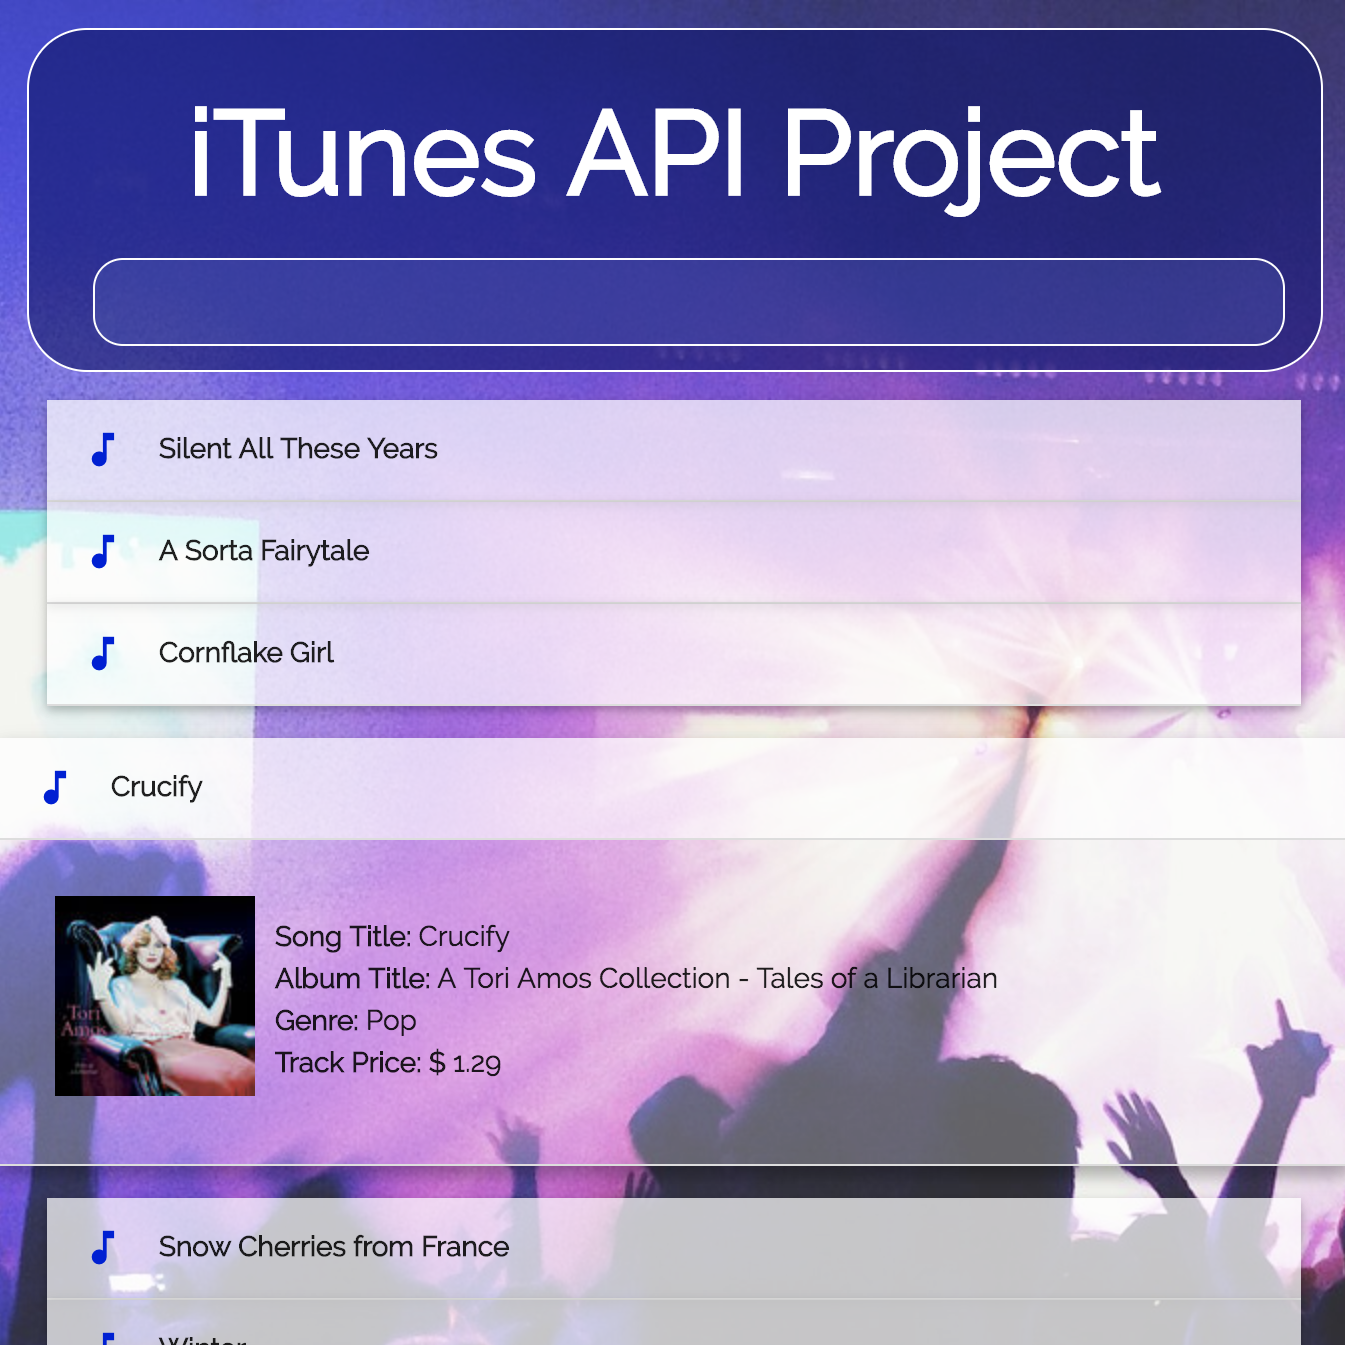 iTunes API Project
Silent All These Years
A Sorta Fairytale
Cornflake Girl
Crucify
Song Title: Crucify
Album Title: A Tori Amos Collection - Tales of a Librarian
Genre: Pop
Track Price: $ 1.29
Tori
Amos
Snow Cherries from France
Winter